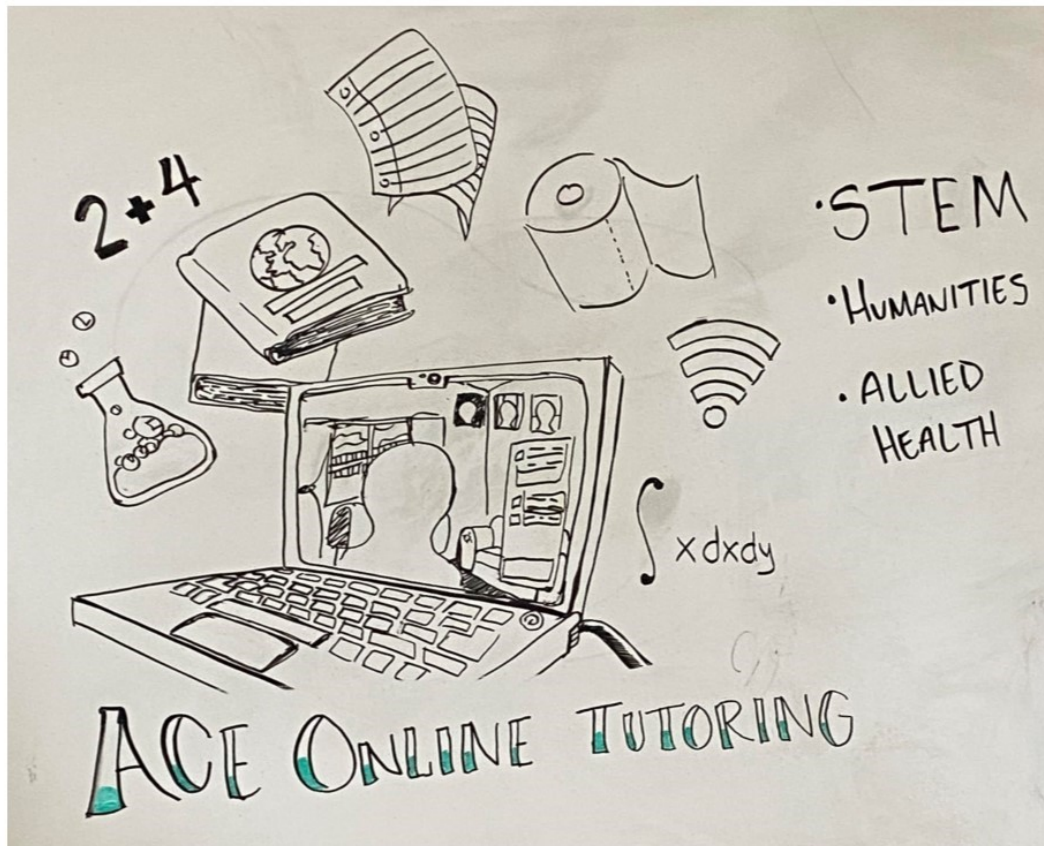 2+4
·STEM
·HUMANITIES
·ALLIED
HEALTH
∫xdxdy
ACE ONLINE TUTORING